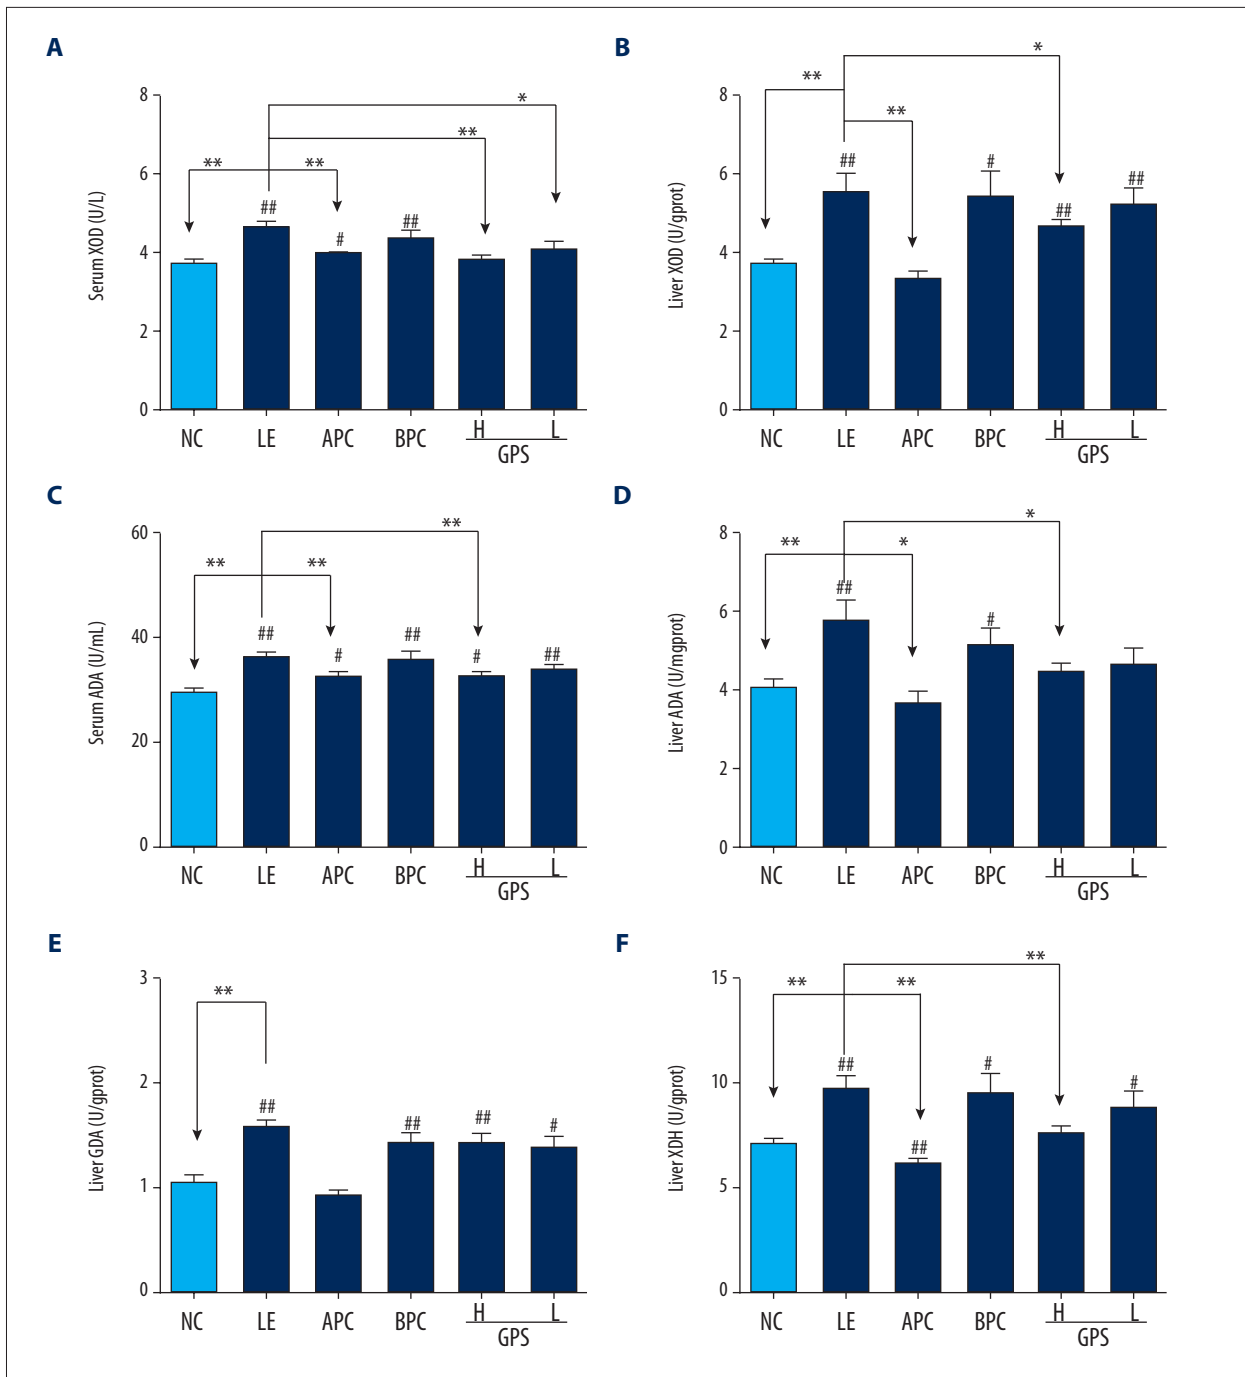 A
Serum XOD (U/L)
8
6
4
2
0
*
**
** **
##
#
##
NC LE APC BPC H L
GPS
B
Liver XOD (U/gprot)
8
6
4
2
0
*
**
**
##
#
##
##
NC LE APC BPC H L
GPS
C
Serum ADA (U/mL)
60
40
20
0
**
** **
##
#
##
#
##
NC LE APC BPC H L
GPS
D
Liver ADA (U/mgprot)
8
6
4
2
0
*
** *
##
#
NC LE APC BPC H L
GPS
E
Liver GDA (U/gprot)
3
2
1
0
**
##
##
##
#
NC LE APC BPC H L
GPS
F
Liver XDH (U/gprot)
15
10
5
0
**
** **
##
##
#
#
NC LE APC BPC H L
GPS